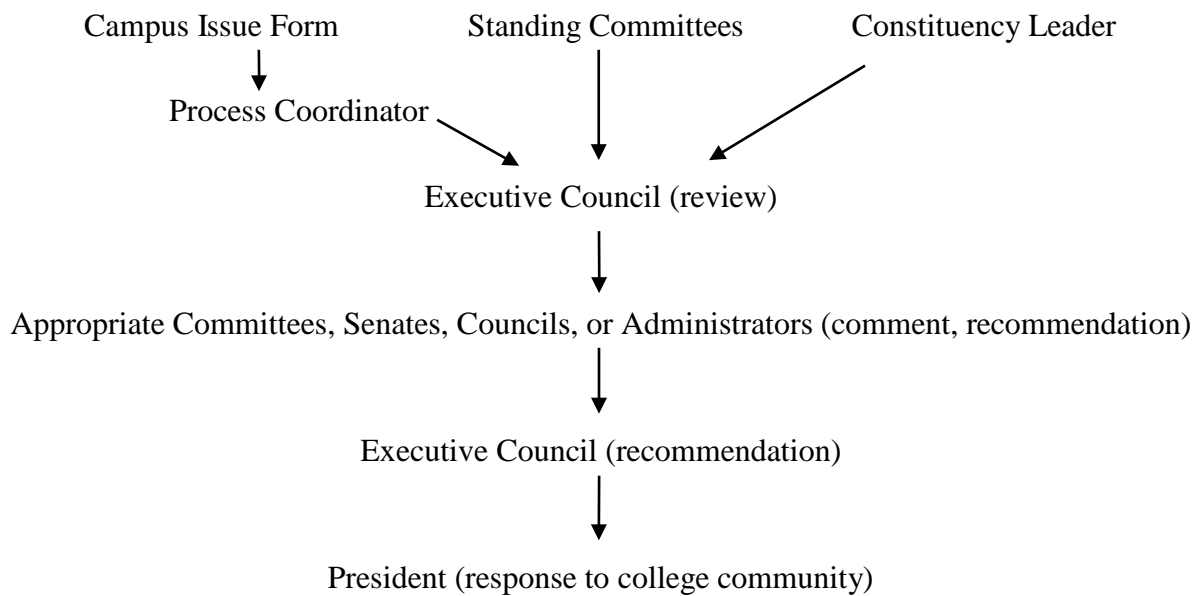 Campus Issue Form Standing Committees Constituency Leader
Process Coordinator
Executive Council (review)
Appropriate Committees, Senates, Councils, or Administrators (comment, recommendation)
Executive Council (recommendation)
President (response to college community)